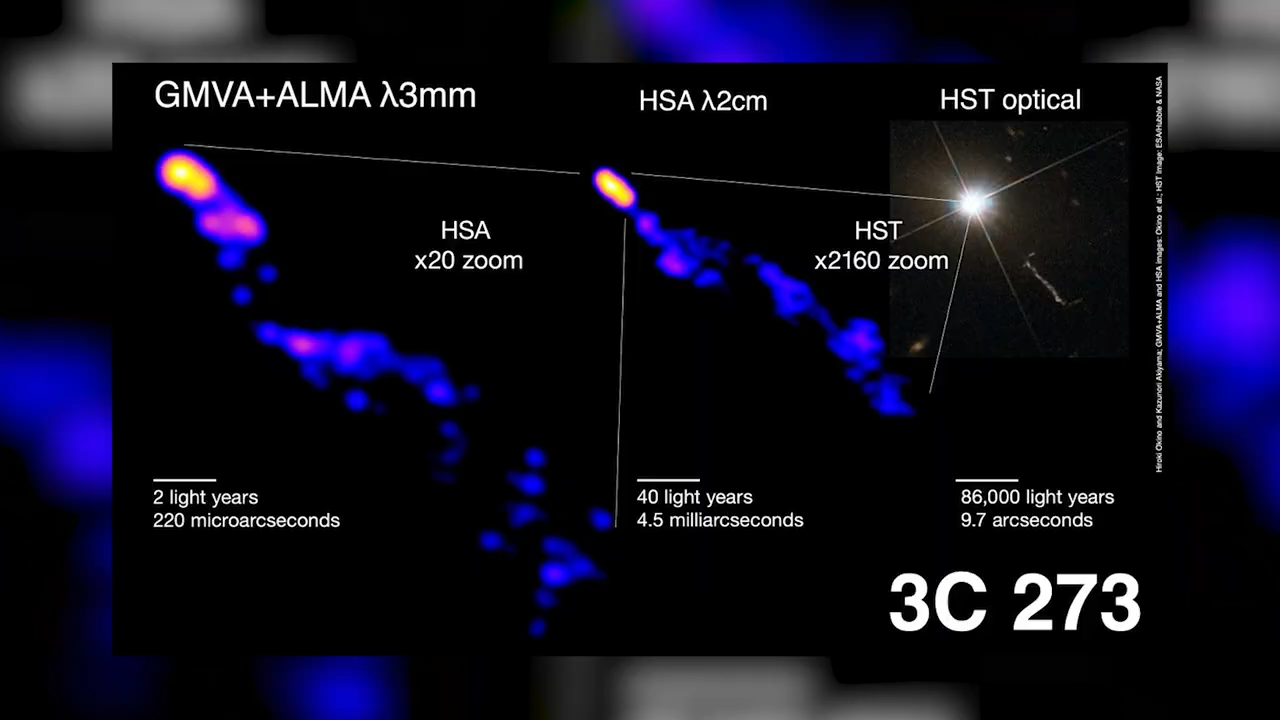 GMVA+ALMA λ3mm
HSA λ2cm
HST optical
HSA
x20 zoom
HST
x2160 zoom
2 light years
220 microarcseconds
40 light years
4.5 milliarcseconds
86,000 light years
9.7 arcseconds
3C 273
Hiroki Okino and Kazunori Akiyama; GMVA+ALMA and HSA images: Okino et al.; HST Image: ESA/Hubble & NASA